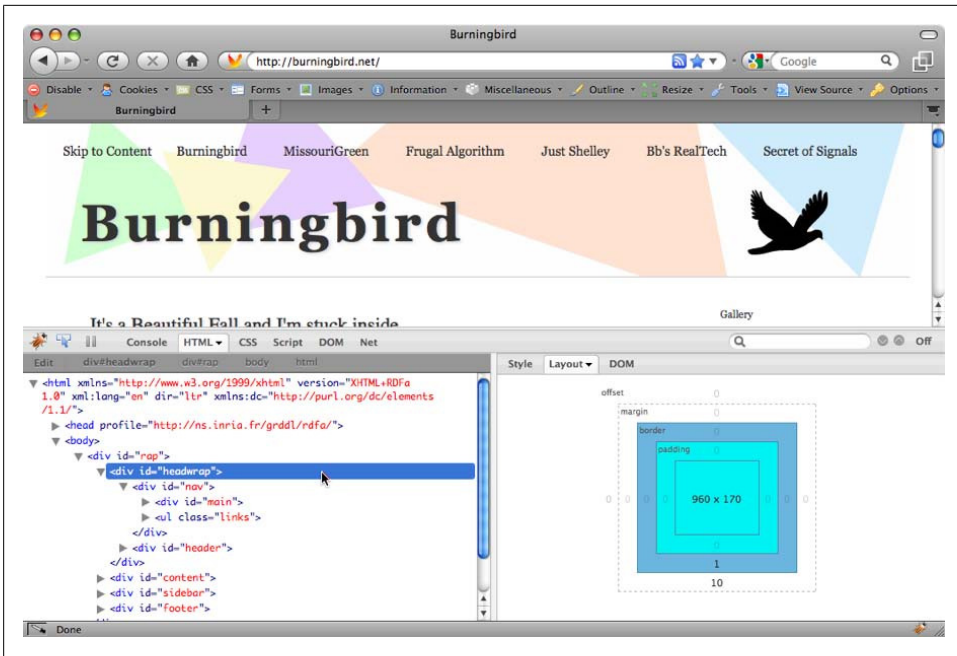 Burningbird
http://burningbird.net/
Google
Disable Cookies CSS Forms Images Information Miscellaneous Outline Resize Tools View Source Options
Burningbird +
Skip to Content Burningbird MissouriGreen Frugal Algorithm Just Shelley Bb's RealTech Secret of Signals
Burningbird
Gallery
It's a Beautiful Fall and I'm stuck inside
Console HTML CSS Script DOM Net
Off
Edit div#headwrap div#rap body html
Style Layout DOM
<html xmlns="http://www.w3.org/1999/xhtml" version="XHTML+RDFa
1.0" xml:lang="en" dir="ltr" xmlns:dc="http://purl.org/dc/elements
/1.1/">
<head profile="http://ns.inria.fr/grddl/rdfa/">
<body>
<div id="rap">
<div id="headwrap">
<div id="nav">
<div id="main">
<ul class="links">
</div>
<div id="header">
</div>
<div id="content">
<div id="sidebar">
<div id="footer">
offset 0
margin 0
border 0
padding 0
0 0 0 0 960 x 170 0 0 0 0
0
1
10
Done